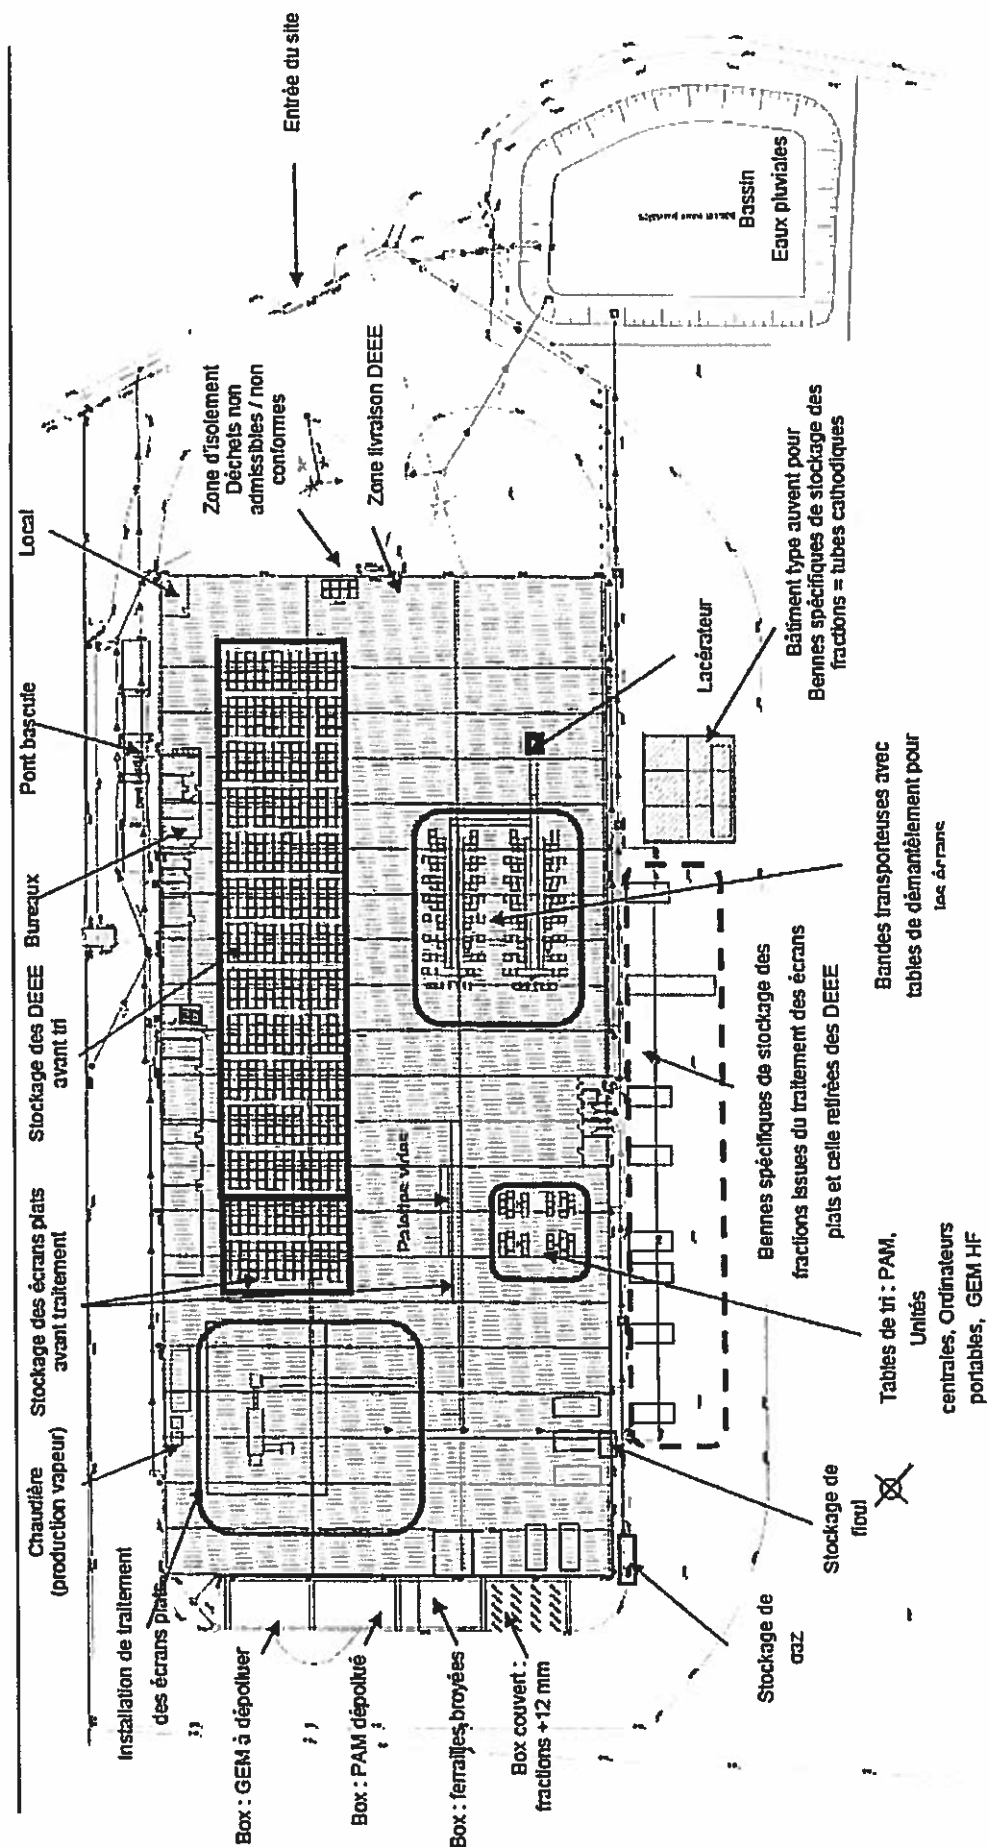 Chaudière
(production vapeur)
Stockage des écrans plats
avant traitement
Stockage des DEEE
avant tri
Bureaux
Pont bascule
Local
Entrée du site
Installation de traitement
des écrans plats
Zone d'isolement
Déchets non
admissibles / non
conformes
Zone livraison DEEE
Box : GEM à dépolluer
Box : PAM dépollué
Box : ferrailles broyées
Box couvert :
fractions +12 mm
Palettes vides
Bassin
Eaux pluviales
Lacérateur
Bâtiment type auvent pour
Bennes spécifiques de stockage des
fractions = tubes cathodiques
Bennes spécifiques de stockage des
fractions issues du traitement des écrans
plats et celle retirées des DEEE
Bandes transporteuses avec
tables de démantèlement pour
les écrans
Stockage de
gaz
Stockage de
fioul
Tables de tri : PAM,
Unités
centrales, Ordinateurs
portables, GEM HF